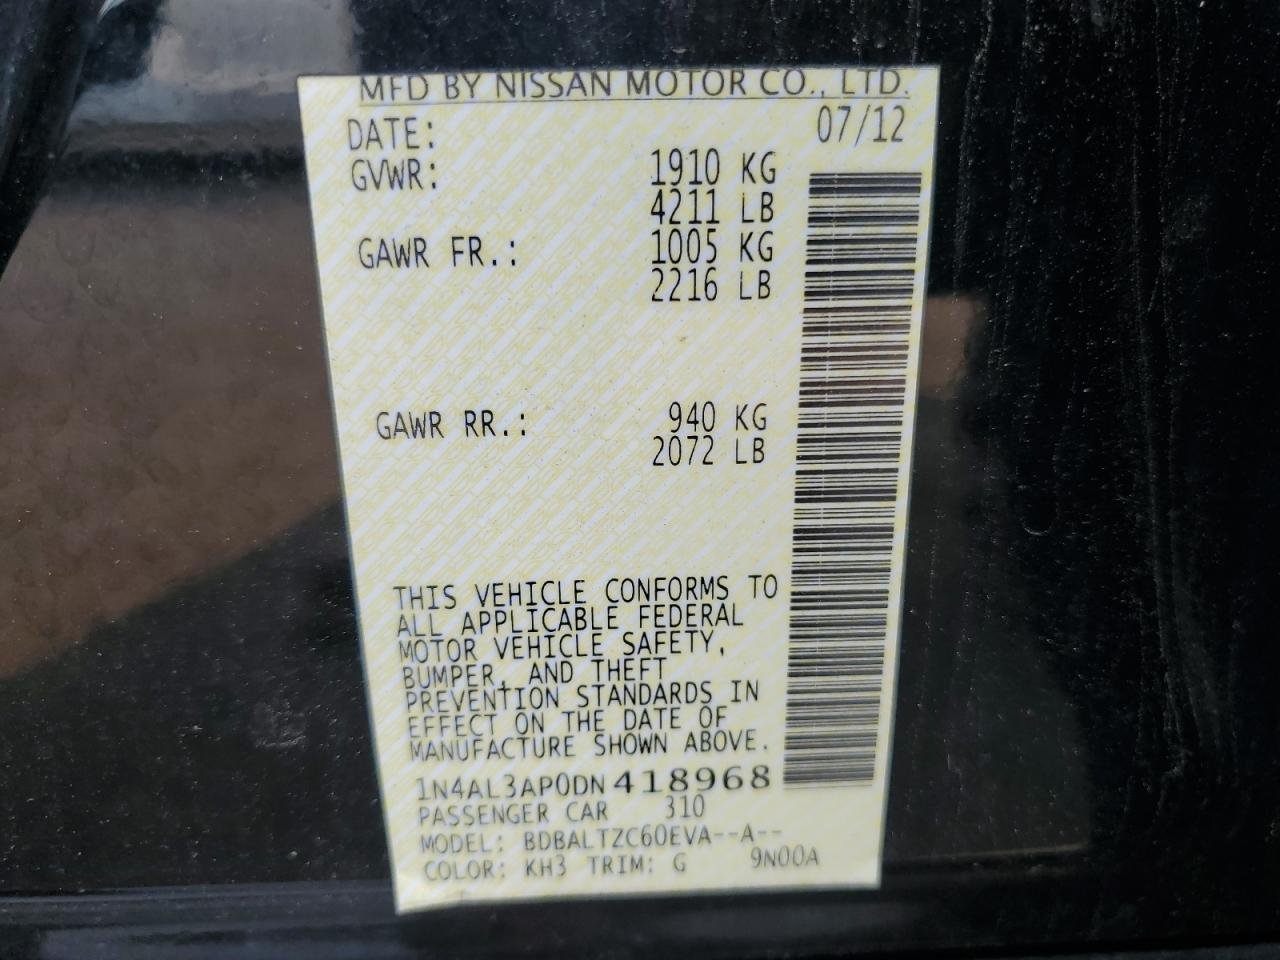 MFD BY NISSAN MOTOR CO., LTD.
DATE: 07/12
GVWR: 1910 KG
4211 LB
GAWR FR.: 1005 KG
2216 LB
GAWR RR.: 940 KG
2072 LB
THIS VEHICLE CONFORMS TO
ALL APPLICABLE FEDERAL
MOTOR VEHICLE SAFETY,
BUMPER, AND THEFT
PREVENTION STANDARDS IN
EFFECT ON THE DATE OF
MANUFACTURE SHOWN ABOVE.
1N4AL3AP0DN418968
PASSENGER CAR 310
MODEL: BDBALTZC60EVA--A--
COLOR: KH3 TRIM: G 9N00A